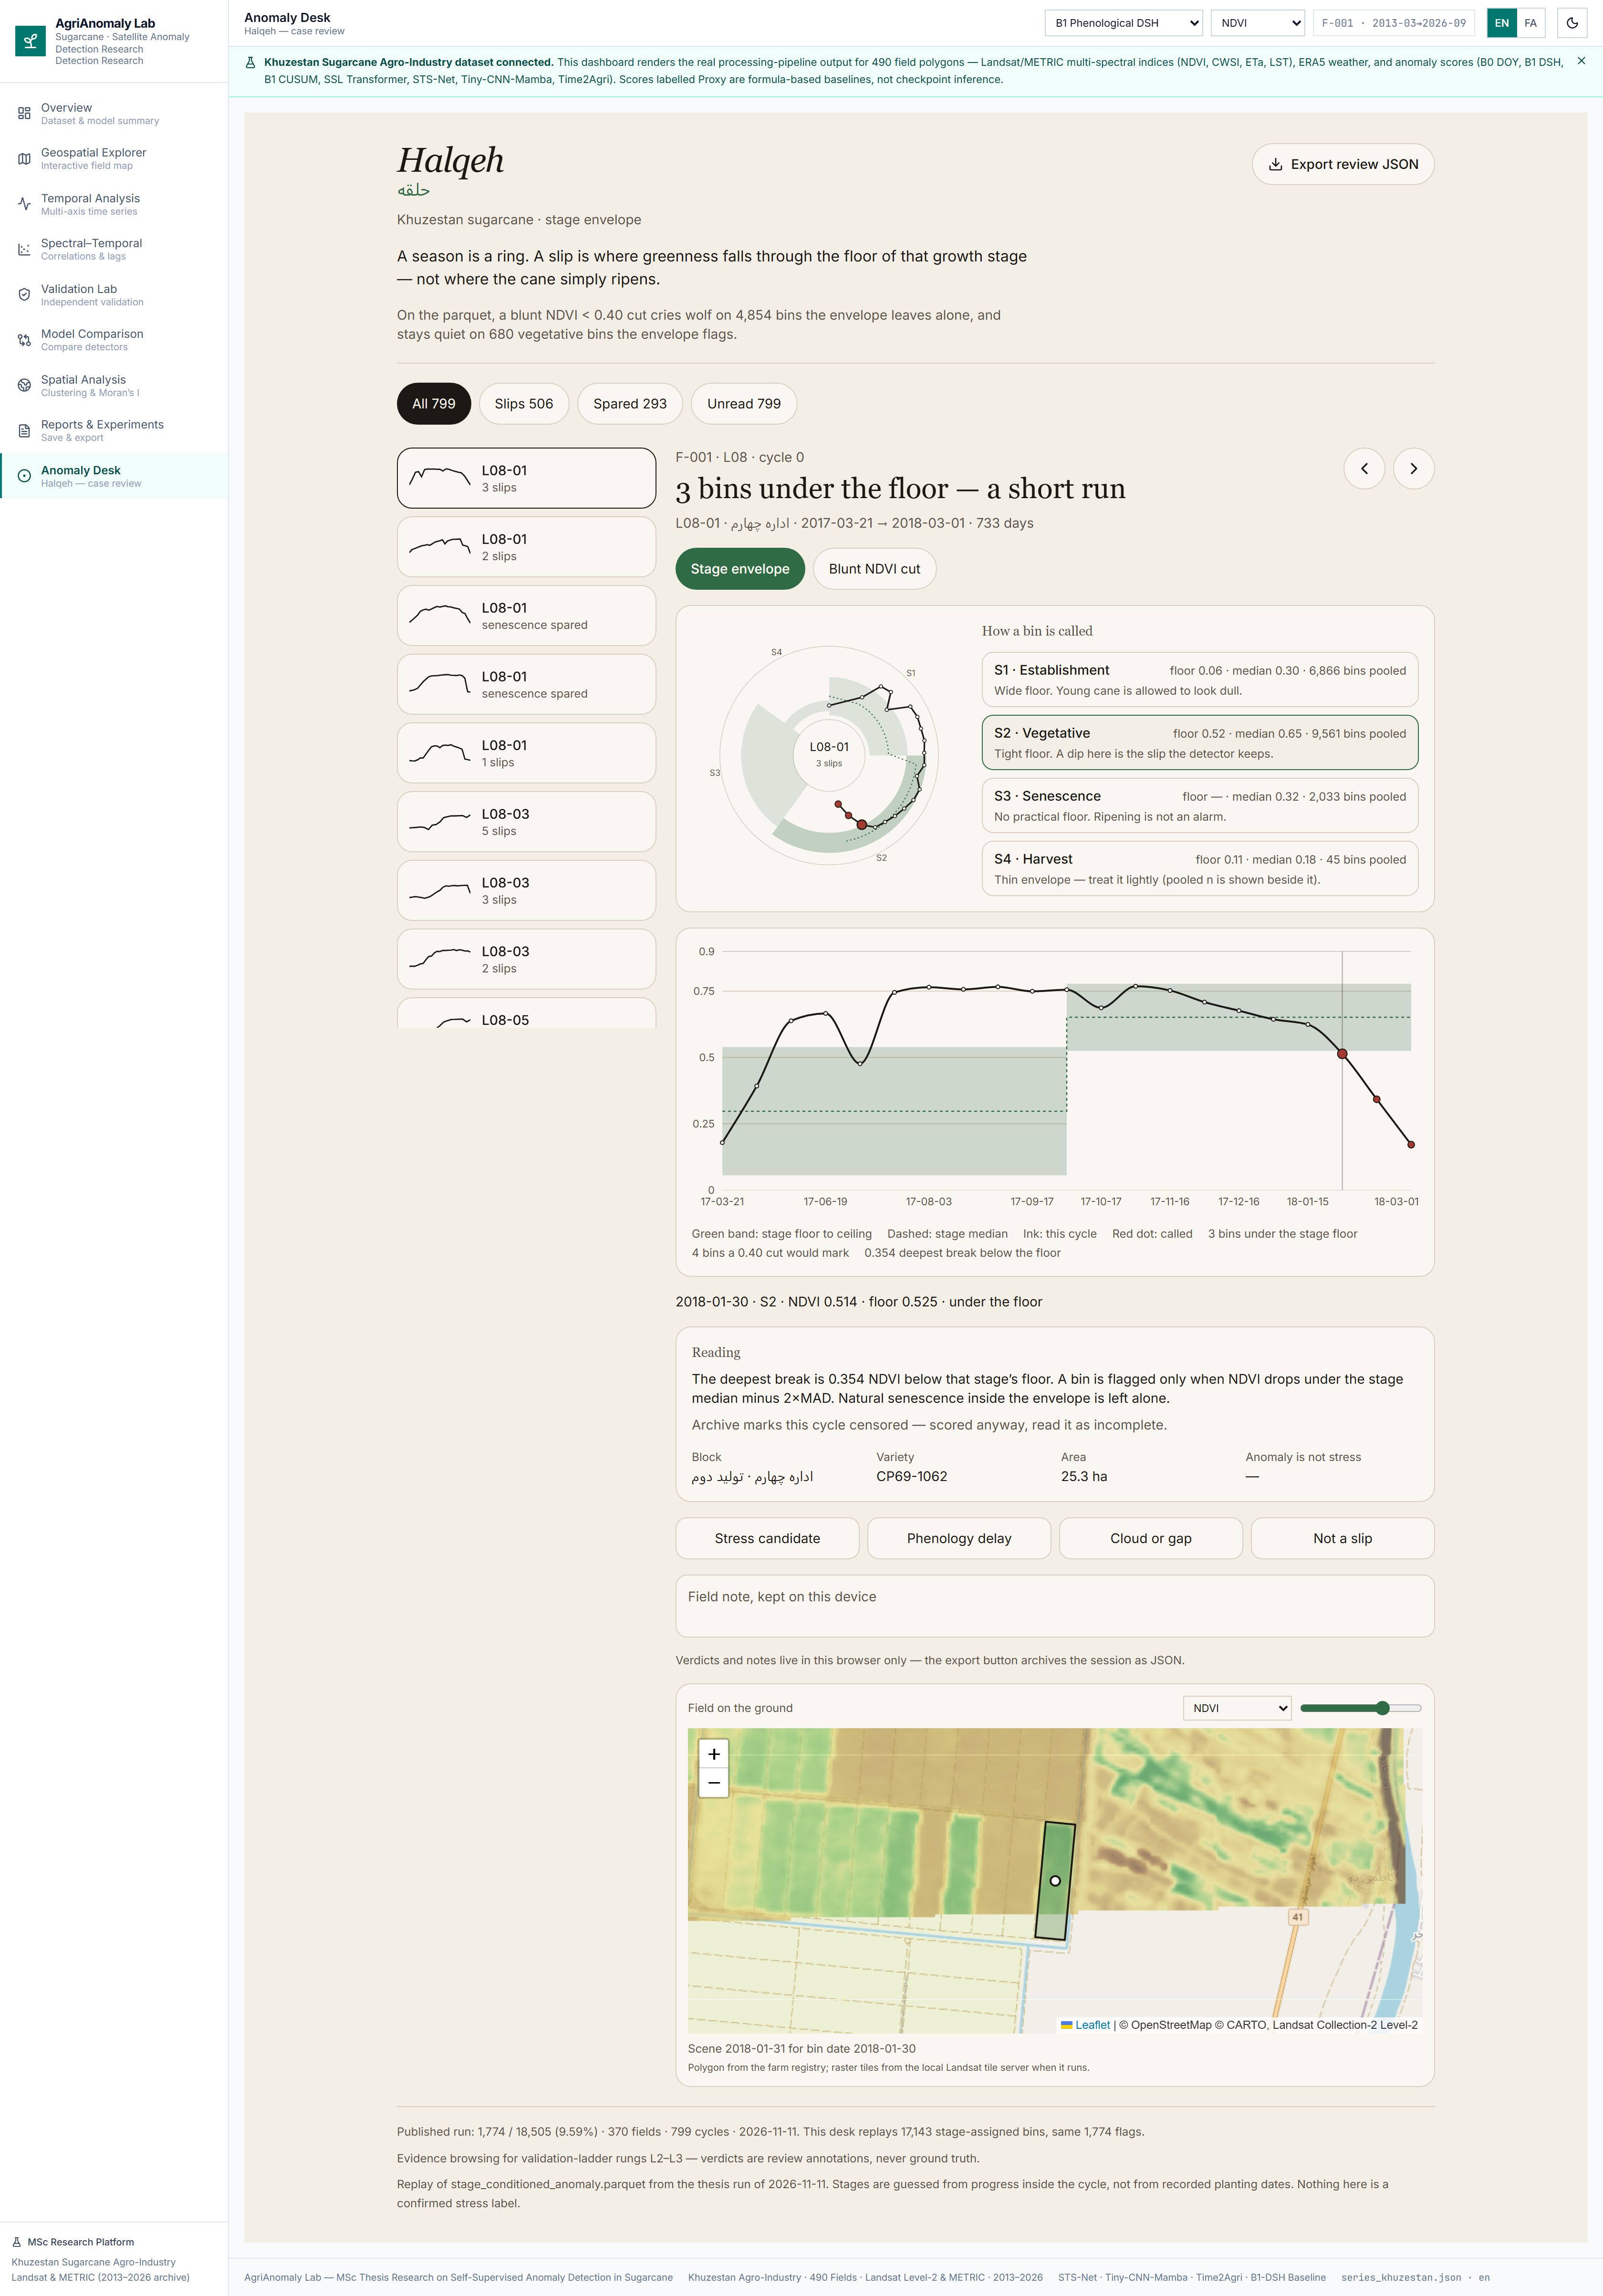 AgriAnomaly Lab
Sugarcane · Satellite Anomaly
Detection Research
Detection Research
Overview
Dataset & model summary
Geospatial Explorer
Interactive field map
Temporal Analysis
Multi-axis time series
Spectral–Temporal
Correlations & lags
Validation Lab
Independent validation
Model Comparison
Compare detectors
Spatial Analysis
Clustering & Moran's I
Reports & Experiments
Save & export
Anomaly Desk
Halqeh — case review
MSc Research Platform
Khuzestan Sugarcane Agro-Industry
Landsat & METRIC (2013–2026 archive)
Anomaly Desk
Halqeh — case review
B1 Phenological DSH
NDVI
F-001 · 2013-03→2026-09
EN
FA
Khuzestan Sugarcane Agro-Industry dataset connected. This dashboard renders the real processing-pipeline output for 490 field polygons — Landsat/METRIC multi-spectral indices (NDVI, CWSI, ETa, LST), ERA5 weather, and anomaly scores (B0 DOY, B1 DSH,
B1 CUSUM, SSL Transformer, STS-Net, Tiny-CNN-Mamba, Time2Agri). Scores labelled Proxy are formula-based baselines, not checkpoint inference.
Halqeh
حلقه
Khuzestan sugarcane · stage envelope
Export review JSON
A season is a ring. A slip is where greenness falls through the floor of that growth stage
— not where the cane simply ripens.
On the parquet, a blunt NDVI < 0.40 cut cries wolf on 4,854 bins the envelope leaves alone, and
stays quiet on 680 vegetative bins the envelope flags.
All 799
Slips 506
Spared 293
Unread 799
L08-01
3 slips
L08-01
2 slips
L08-01
senescence spared
L08-01
senescence spared
L08-01
1 slips
L08-03
5 slips
L08-03
3 slips
L08-03
2 slips
L08-05
F-001 · L08 · cycle 0
3 bins under the floor — a short run
L08-01 · اداره چهارم · 2017-03-21 → 2018-03-01 · 733 days
Stage envelope
Blunt NDVI cut
S4
S1
S3
S2
L08-01
3 slips
How a bin is called
S1 · Establishment
floor 0.06 · median 0.30 · 6,866 bins pooled
Wide floor. Young cane is allowed to look dull.
S2 · Vegetative
floor 0.52 · median 0.65 · 9,561 bins pooled
Tight floor. A dip here is the slip the detector keeps.
S3 · Senescence
floor — · median 0.32 · 2,033 bins pooled
No practical floor. Ripening is not an alarm.
S4 · Harvest
floor 0.11 · median 0.18 · 45 bins pooled
Thin envelope — treat it lightly (pooled n is shown beside it).
0.9
0.75
0.5
0.25
0
17-03-21
17-06-19
17-08-03
17-09-17
17-10-17
17-11-16
17-12-16
18-01-15
18-03-01
Green band: stage floor to ceiling
Dashed: stage median
Ink: this cycle
Red dot: called
3 bins under the stage floor
4 bins a 0.40 cut would mark
0.354 deepest break below the floor
2018-01-30 · S2 · NDVI 0.514 · floor 0.525 · under the floor
Reading
The deepest break is 0.354 NDVI below that stage's floor. A bin is flagged only when NDVI drops under the stage
median minus 2×MAD. Natural senescence inside the envelope is left alone.
Archive marks this cycle censored — scored anyway, read it as incomplete.
Block
اداره چهارم · تولید دوم
Variety
CP69-1062
Area
25.3 ha
Anomaly is not stress
—
Stress candidate
Phenology delay
Cloud or gap
Not a slip
Field note, kept on this device
Verdicts and notes live in this browser only — the export button archives the session as JSON.
Field on the ground
NDVI
+
−
41
Leaflet | © OpenStreetMap © CARTO, Landsat Collection-2 Level-2
Scene 2018-01-31 for bin date 2018-01-30
Polygon from the farm registry; raster tiles from the local Landsat tile server when it runs.
Published run: 1,774 / 18,505 (9.59%) · 370 fields · 799 cycles · 2026-11-11. This desk replays 17,143 stage-assigned bins, same 1,774 flags.
Evidence browsing for validation-ladder rungs L2–L3 — verdicts are review annotations, never ground truth.
Replay of stage_conditioned_anomaly.parquet from the thesis run of 2026-11-11. Stages are guessed from progress inside the cycle, not from recorded planting dates. Nothing here is a
confirmed stress label.
AgriAnomaly Lab — MSc Thesis Research on Self-Supervised Anomaly Detection in Sugarcane
Khuzestan Agro-Industry · 490 Fields · Landsat Level-2 & METRIC · 2013–2026
STS-Net · Tiny-CNN-Mamba · Time2Agri · B1-DSH Baseline
series_khuzestan.json · en